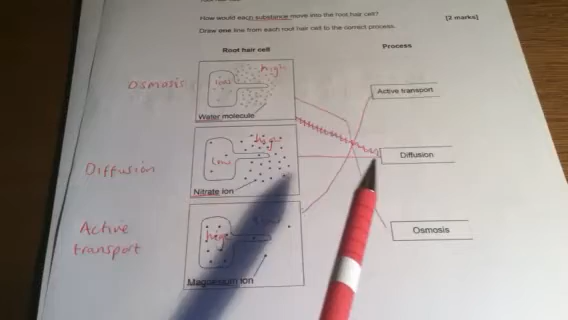 How would each substance move into the root hair cell?
[2 marks]
Draw one line from each root hair cell to the correct process.
Root hair cell
Process
Osmosis
low
high
Water molecule
Active transport
Diffusion
low
high
Nitrate ion
Diffusion
Active
transport
high
Magnesium ion
Osmosis